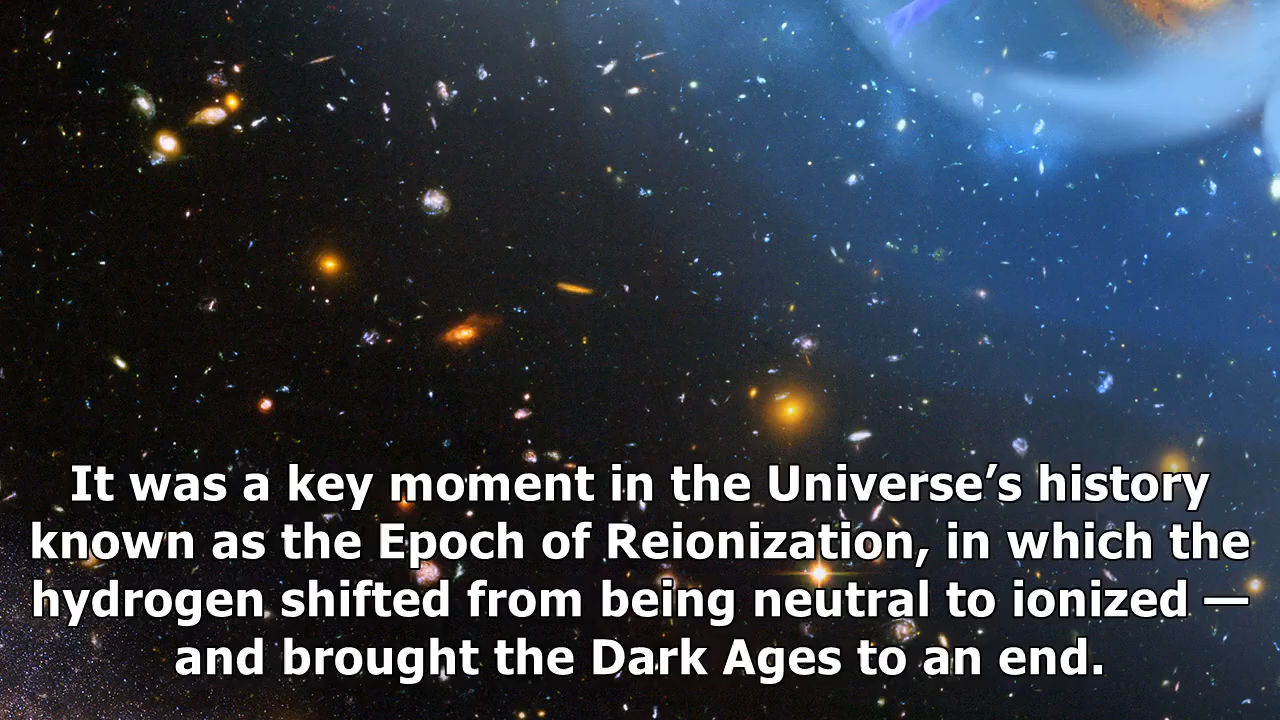 It was a key moment in the Universe’s history
known as the Epoch of Reionization, in which the
hydrogen shifted from being neutral to ionized —
and brought the Dark Ages to an end.